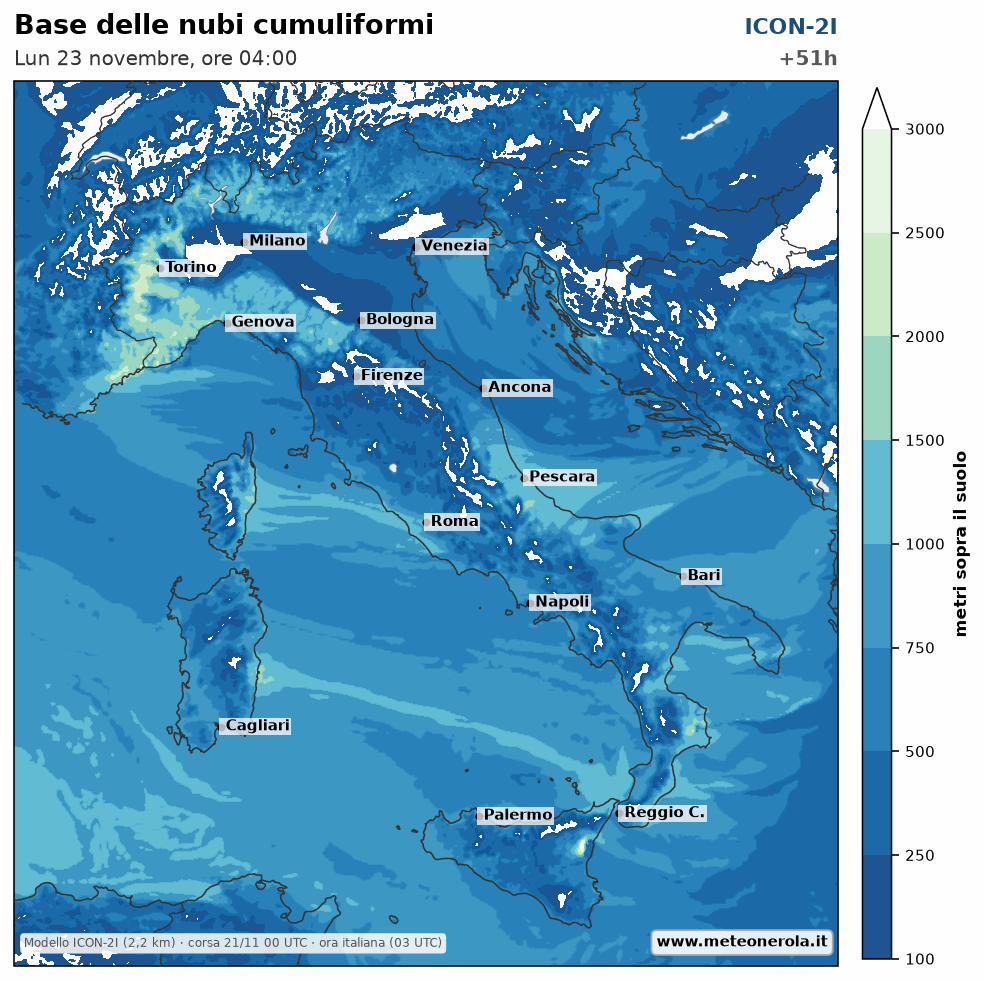 Base delle nubi cumuliformi
ICON-2I
Lun 23 novembre, ore 04:00
+51h
3000
2500
2000
1500
1000
750
500
250
100
metri sopra il suolo
Milano
Venezia
Torino
Genova
Bologna
Firenze
Ancona
Pescara
Roma
Bari
Napoli
Cagliari
Palermo
Reggio C.
Modello ICON-2I (2,2 km) · corsa 21/11 00 UTC · ora italiana (03 UTC)
www.meteonerola.it